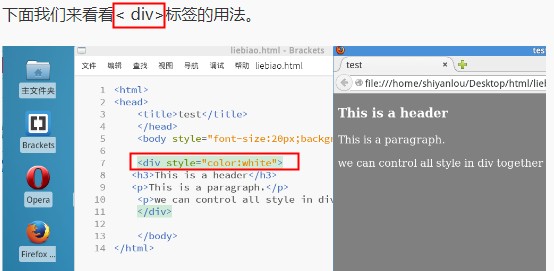 下面我们来看看< div>标签的用法。
liebiao.html - Brackets
文件 编辑 查找 视图 导航 调试 帮助 liebiao.html
test
file:///home/shiyanlou/Desktop/html/lieb
主文件夹
Brackets
Opera
Firefox ...
1 <html>
2 <head>
3 <title>test</title>
4 </head>
5 <body style="font-size:20px;backg
6
7 <div style="color:white">
8 <h3>This is a header</h3>
9 <p>This is a paragraph.</p>
10 <p>we can control all style in div
11 </div>
12
13 </body>
14 </html>
This is a header
This is a paragraph.
we can control all style in div together